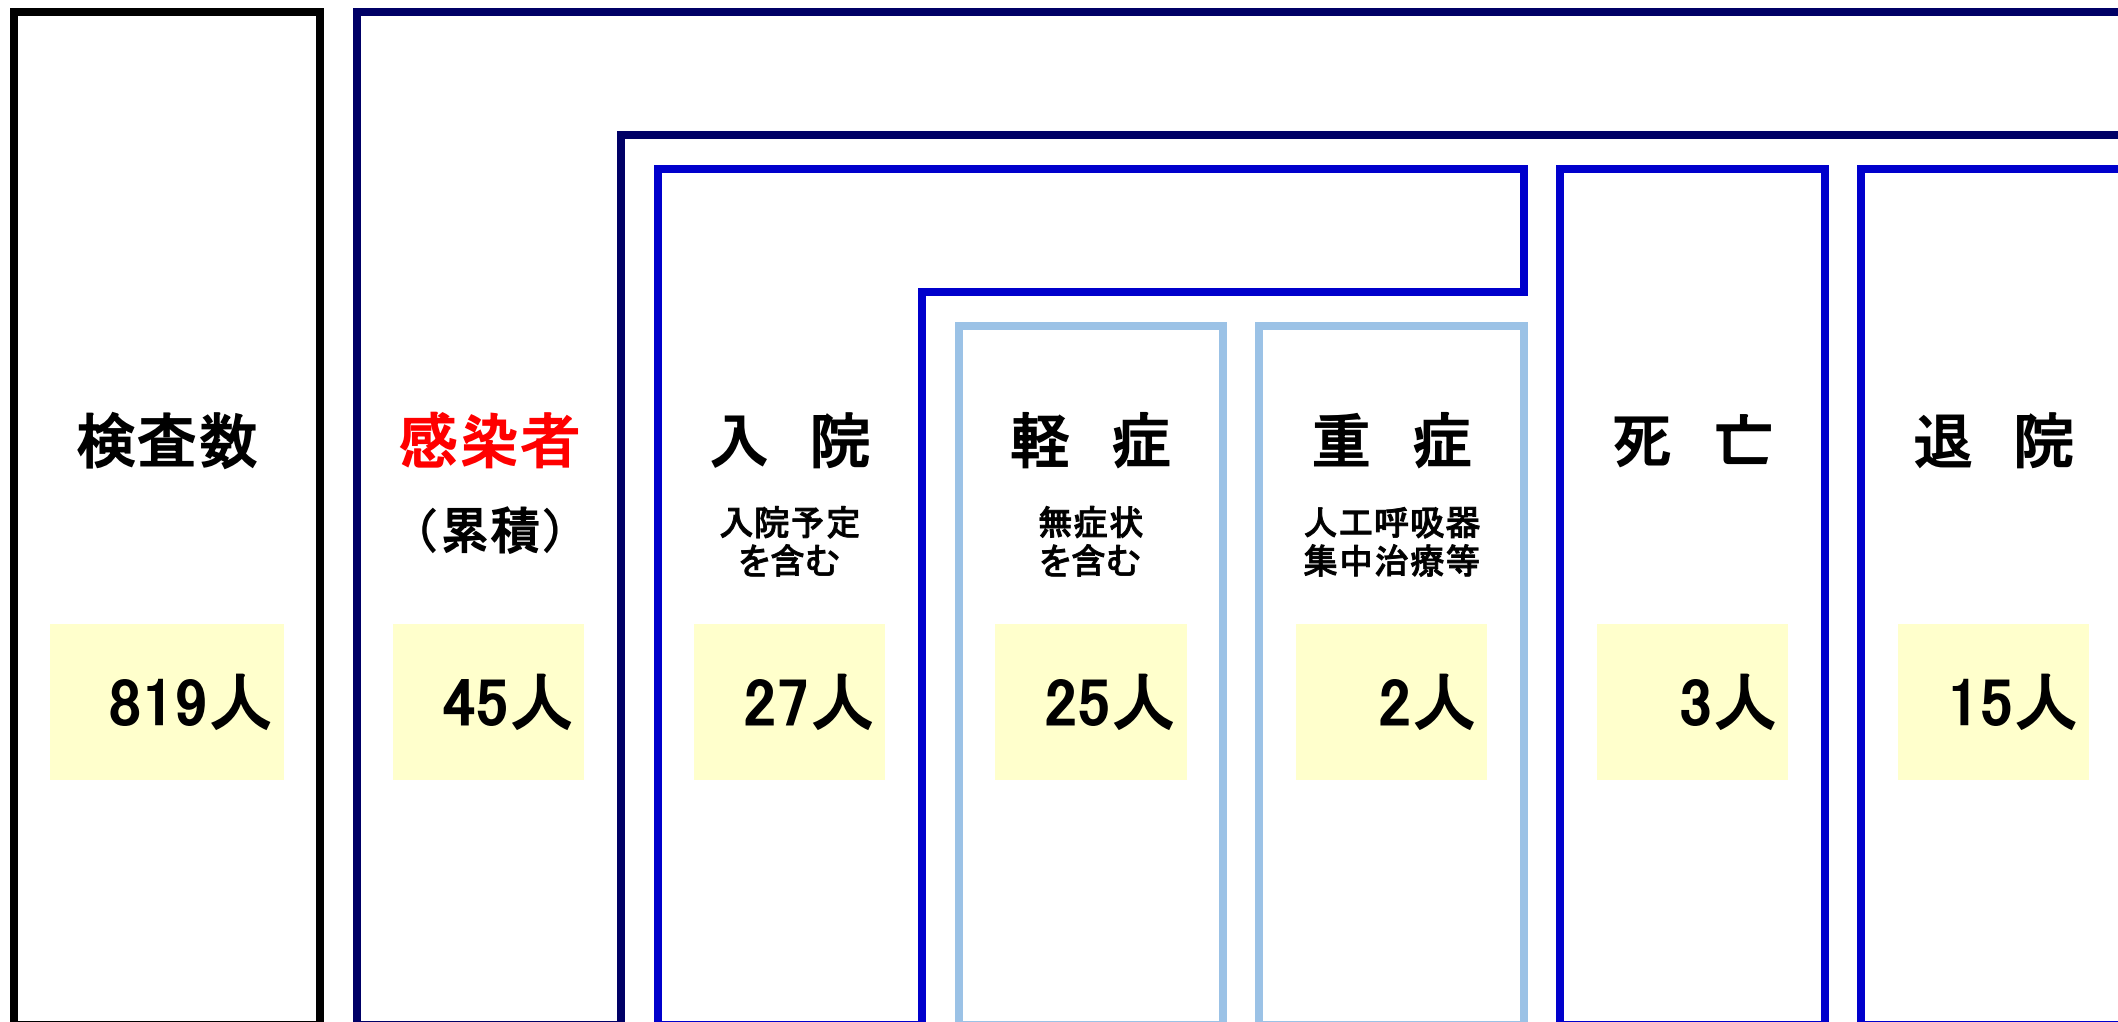 検査数
819人
感染者
（累積）
45人
入 院
入院予定
を含む
27人
軽 症
無症状
を含む
25人
重 症
人工呼吸器
集中治療等
2人
死 亡
3人
退 院
15人